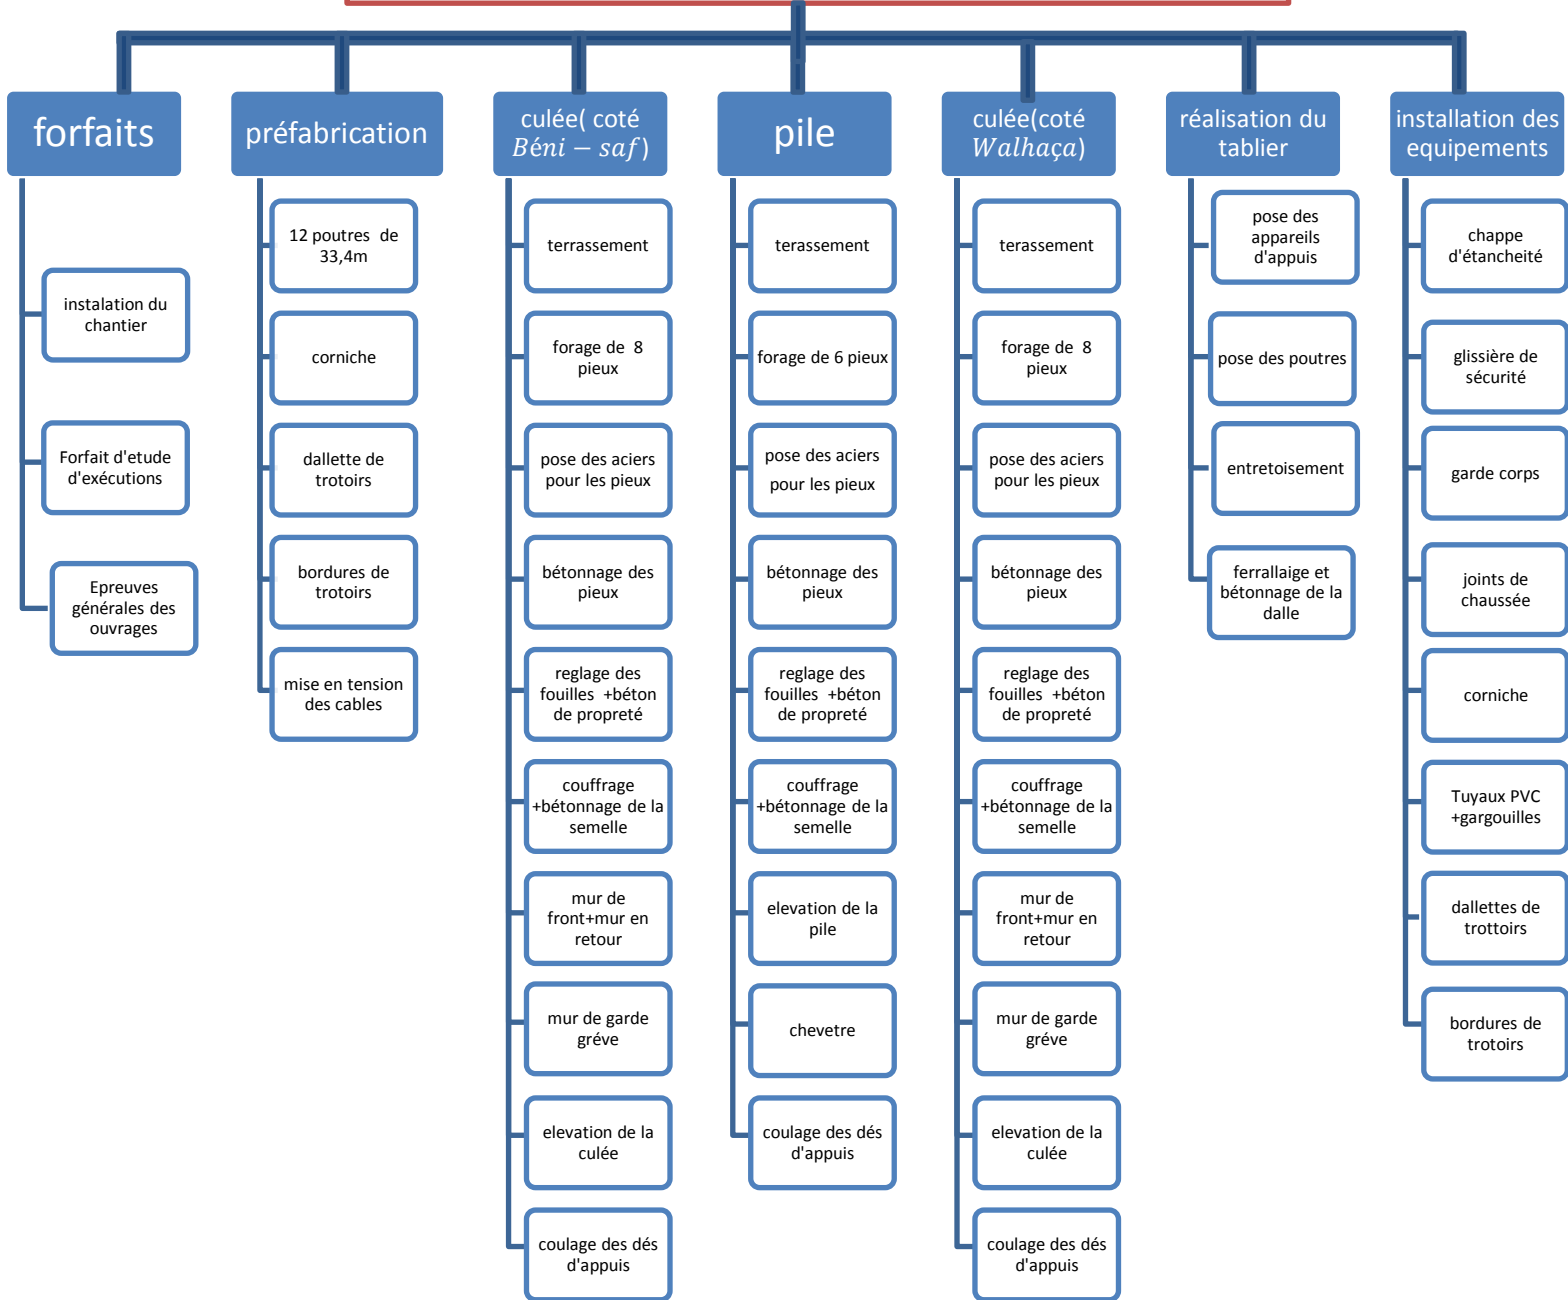 forfaits
instalation du
chantier
Forfait d'etude
d'exécutions
Epreuves
générales des
ouvrages
préfabrication
12 poutres de
33,4m
corniche
dallette de
trotoirs
bordures de
trotoirs
mise en tension
des cables
culée( coté
Béni – saf)
terrassement
forage de 8
pieux
pose des aciers
pour les pieux
bétonnage des
pieux
reglage des
fouilles +béton
de propreté
couffrage
+bétonnage de la
semelle
mur de
front+mur en
retour
mur de garde
gréve
elevation de la
culée
coulage des dés
d'appuis
pile
terassement
forage de 6 pieux
pose des aciers
pour les pieux
bétonnage des
pieux
reglage des
fouilles +béton
de propreté
couffrage
+bétonnage de la
semelle
elevation de la
pile
chevetre
coulage des dés
d'appuis
culée(coté
Walhaça)
terassement
forage de 8
pieux
pose des aciers
pour les pieux
bétonnage des
pieux
reglage des
fouilles +béton
de propreté
couffrage
+bétonnage de la
semelle
mur de
front+mur en
retour
mur de garde
gréve
elevation de la
culée
coulage des dés
d'appuis
réalisation du
tablier
pose des
appareils
d'appuis
pose des poutres
entretoisement
ferrallaige et
bétonnage de la
dalle
installation des
equipements
chappe
d'étancheité
glissière de
sécurité
garde corps
joints de
chaussée
corniche
Tuyaux PVC
+gargouilles
dallettes de
trottoirs
bordures de
trotoirs